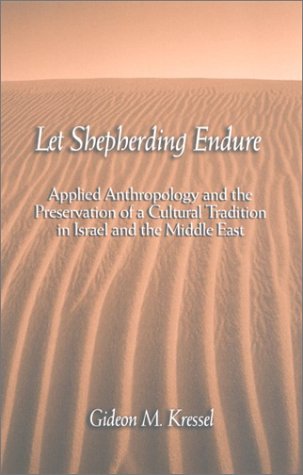 Let Shepherding Endure
Applied Anthropology and the
Preservation of a Cultural Tradition
in Israel and the Middle East
Gideon M. Kressel